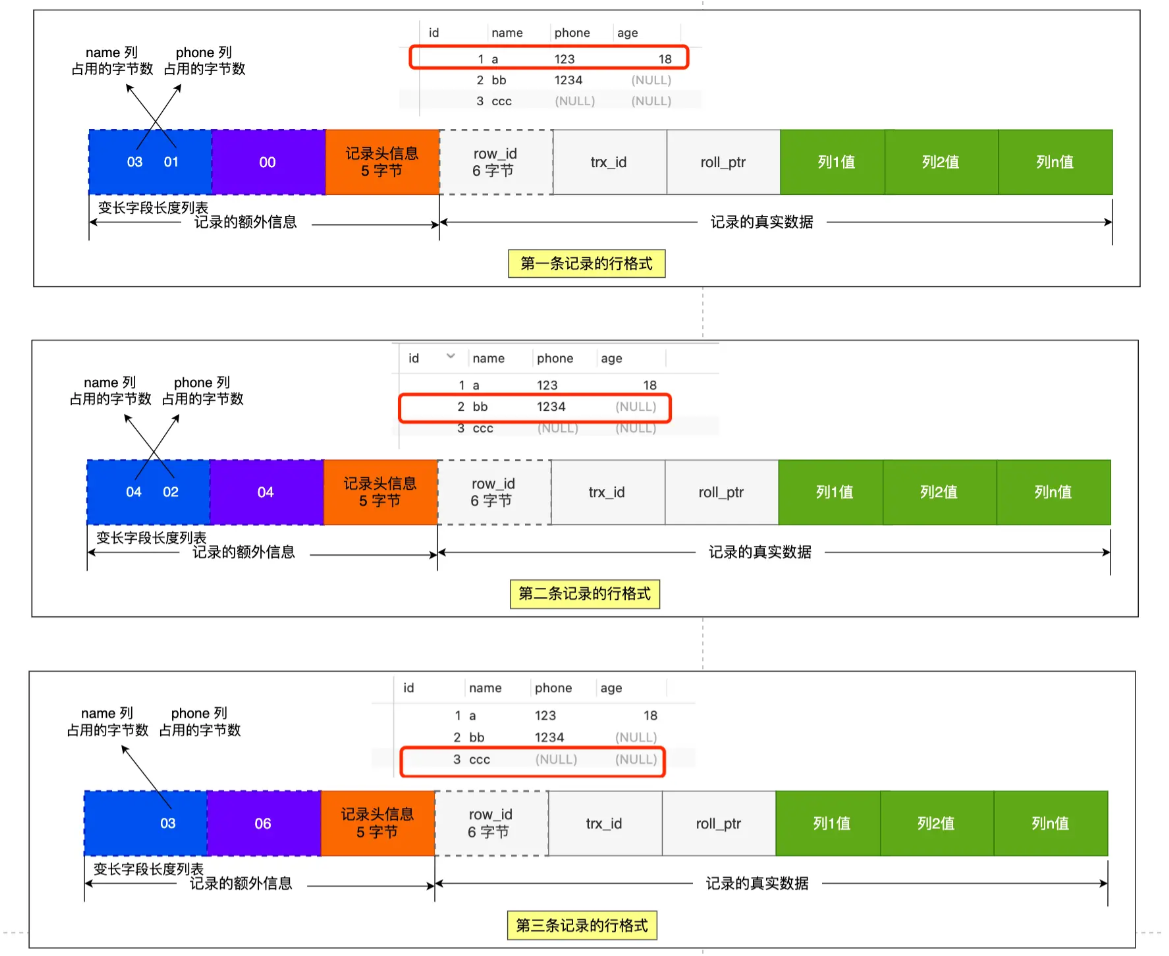 id name phone age
1 a 123 18
2 bb 1234 (NULL)
3 ccc (NULL) (NULL)
name 列
占用的字节数
phone 列
占用的字节数
03 01
00
记录头信息
5 字节
row_id
6 字节
trx_id
roll_ptr
列1值
列2值
列n值
变长字段长度列表
记录的额外信息
记录的真实数据
第一条记录的行格式
id name phone age
1 a 123 18
2 bb 1234 (NULL)
3 ccc (NULL) (NULL)
name 列
占用的字节数
phone 列
占用的字节数
04 02
04
记录头信息
5 字节
row_id
6 字节
trx_id
roll_ptr
列1值
列2值
列n值
变长字段长度列表
记录的额外信息
记录的真实数据
第二条记录的行格式
id name phone age
1 a 123 18
2 bb 1234 (NULL)
3 ccc (NULL) (NULL)
name 列
占用的字节数
phone 列
占用的字节数
03
06
记录头信息
5 字节
row_id
6 字节
trx_id
roll_ptr
列1值
列2值
列n值
变长字段长度列表
记录的额外信息
记录的真实数据
第三条记录的行格式